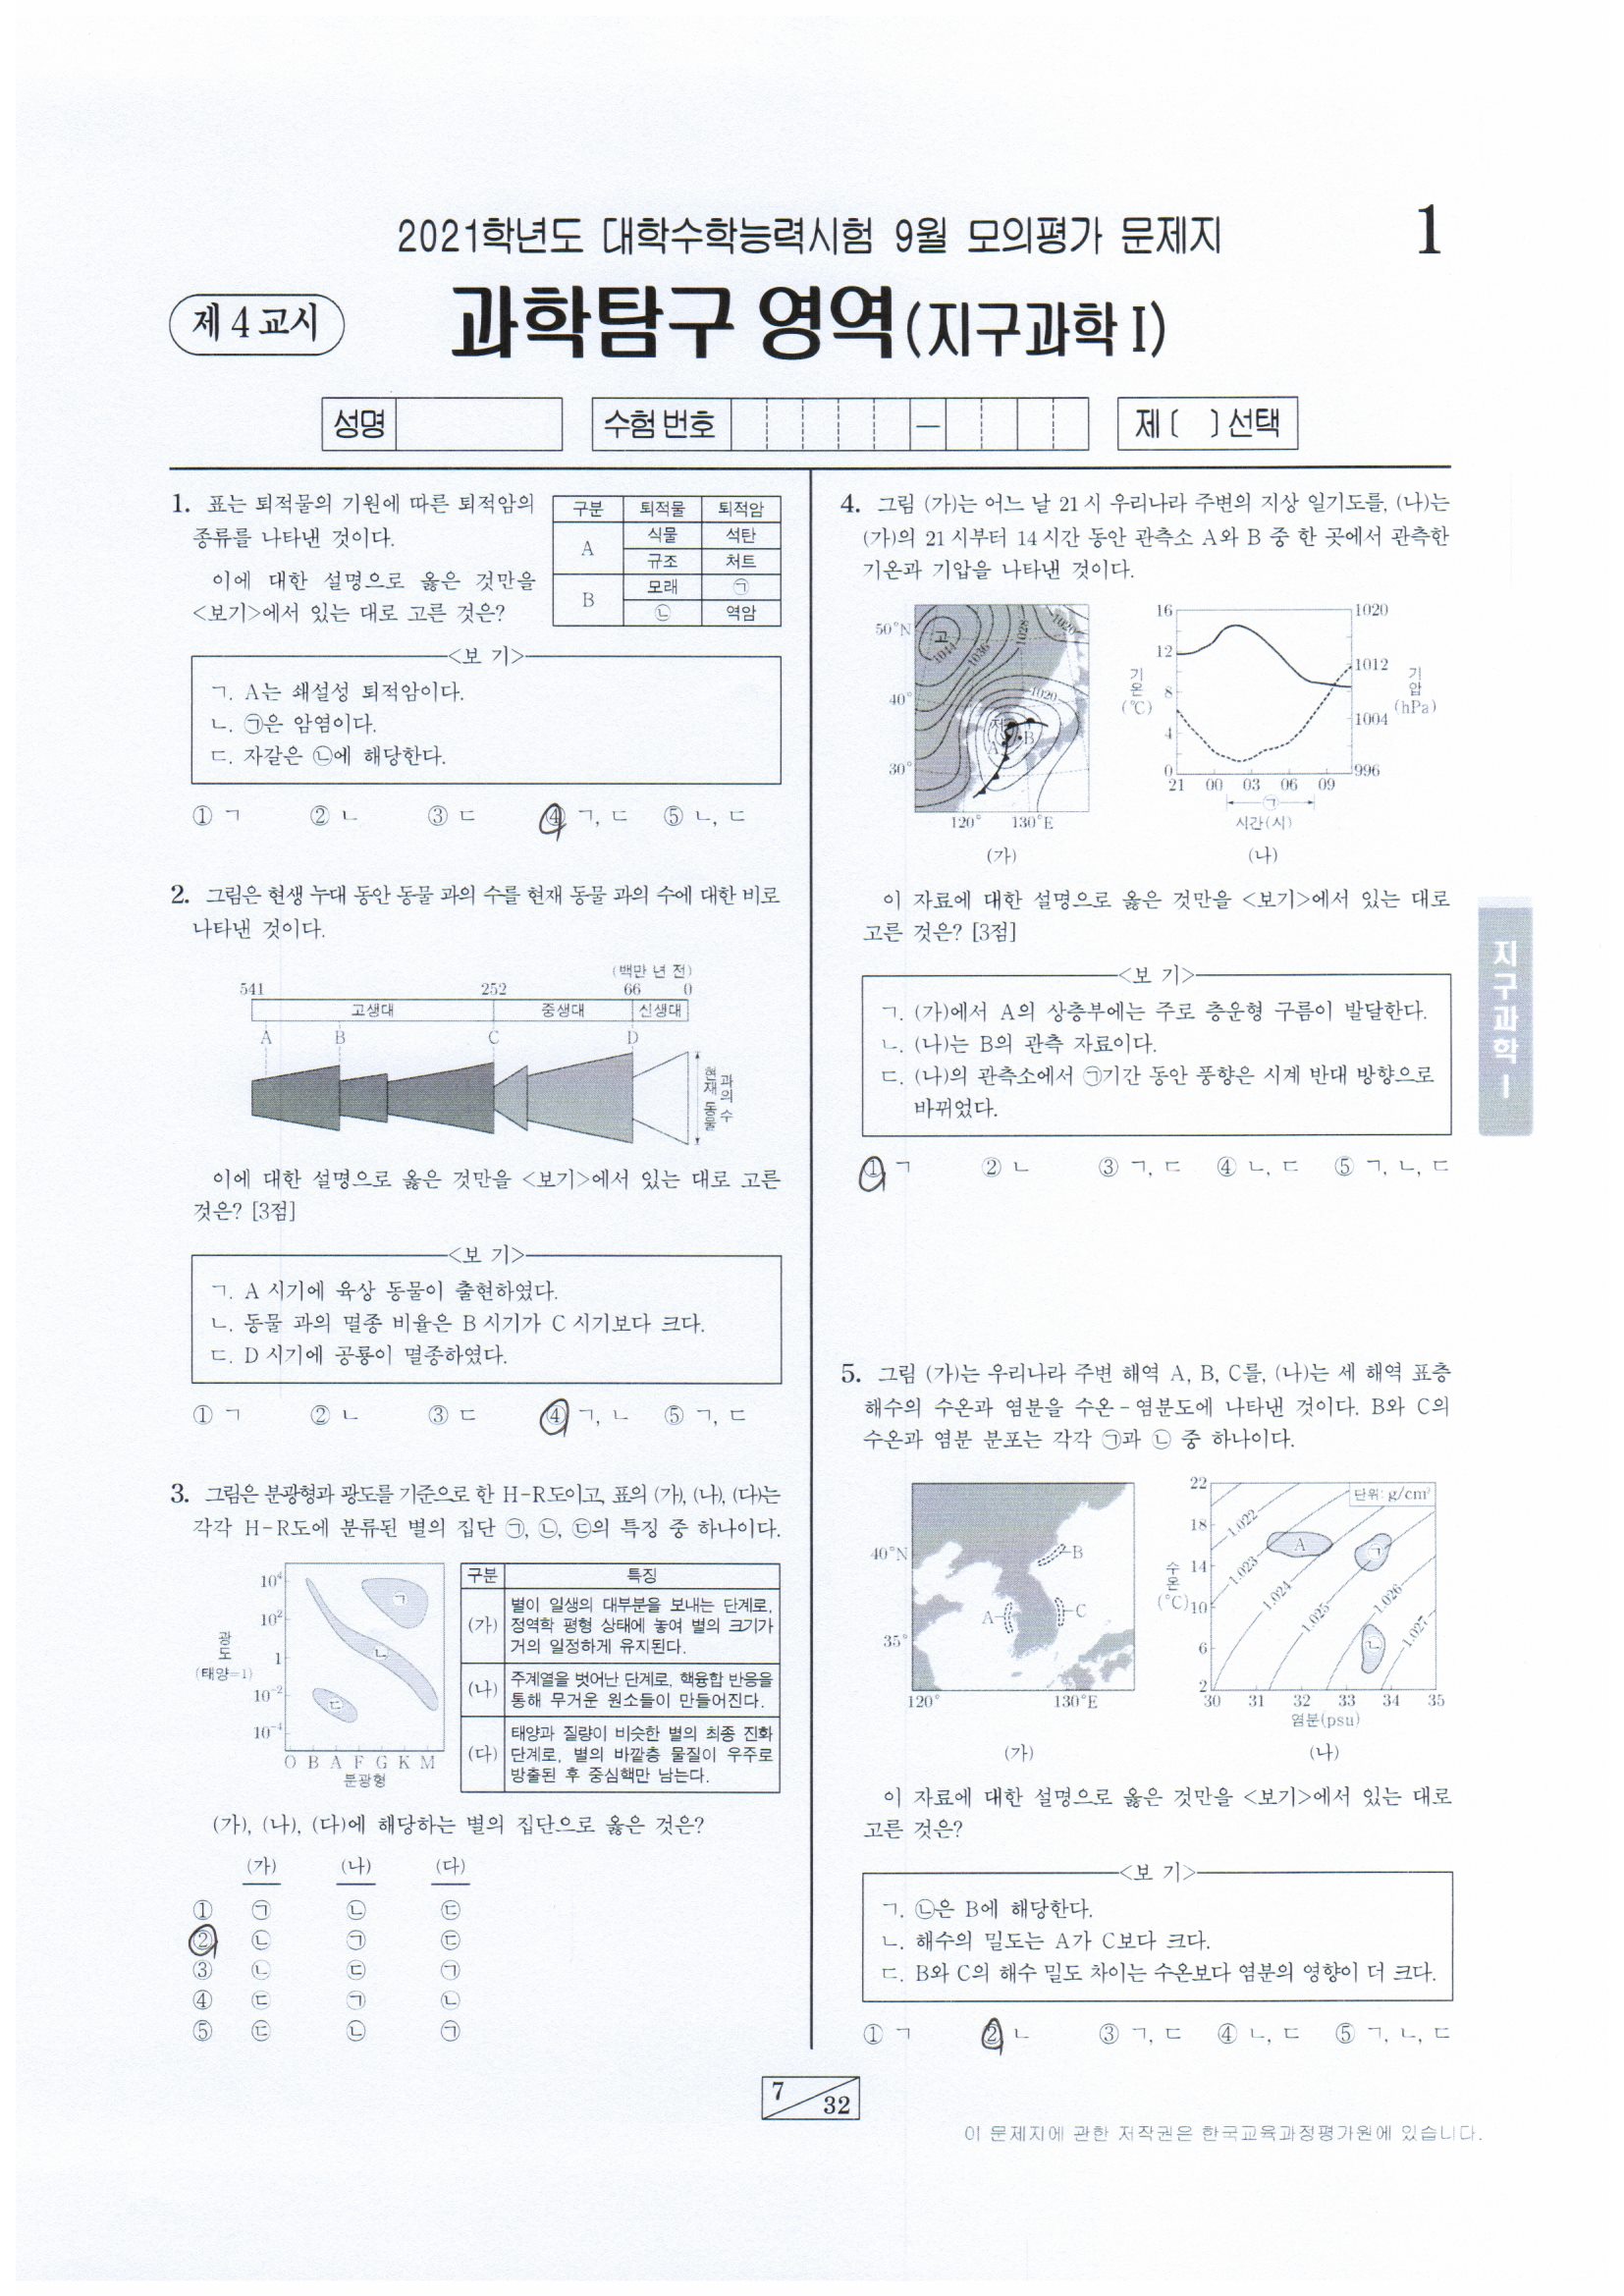 2021학년도 대학수학능력시험 9월 모의평가 문제지
1
제 4 교시
과학탐구 영역(지구과학 I)
성명
수험 번호
―
제 ( ) 선택
1. 표는 퇴적물의 기원에 따른 퇴적암의
종류를 나타낸 것이다.
이에 대한 설명으로 옳은 것만을
<보기>에서 있는 대로 고른 것은?
구분 퇴적물 퇴적암
A 식물 석탄
규조 처트
B 모래 ㉠
㉡ 역암
<보 기>
ㄱ. A는 쇄설성 퇴적암이다.
ㄴ. ㉠은 암염이다.
ㄷ. 자갈은 ㉡에 해당한다.
① ㄱ ② ㄴ ③ ㄷ ④ ㄱ, ㄷ ⑤ ㄴ, ㄷ
2. 그림은 현생 누대 동안 동물 과의 수를 현재 동물 과의 수에 대한 비로
나타낸 것이다.
(백만 년 전)
541 252 66 0
고생대 중생대 신생대
A B C D
현재 동물
과의 수
이에 대한 설명으로 옳은 것만을 <보기>에서 있는 대로 고른
것은? [3점]
<보 기>
ㄱ. A 시기에 육상 동물이 출현하였다.
ㄴ. 동물 과의 멸종 비율은 B 시기가 C 시기보다 크다.
ㄷ. D 시기에 공룡이 멸종하였다.
① ㄱ ② ㄴ ③ ㄷ ④ ㄱ, ㄴ ⑤ ㄱ, ㄷ
3. 그림은 분광형과 광도를 기준으로 한 H-R도이고, 표의 (가), (나), (다)는
각각 H-R도에 분류된 별의 집단 ㉠, ㉡, ㉢의 특징 중 하나이다.
광도
(태양=1)
10⁴
10²
1
10⁻²
10⁻⁴
㉠
㉡
㉢
O B A F G K M
분광형
구분 특징
(가) 별이 일생의 대부분을 보내는 단계로,
정역학 평형 상태에 놓여 별의 크기가
거의 일정하게 유지된다.
(나) 주계열을 벗어난 단계로, 핵융합 반응을
통해 무거운 원소들이 만들어진다.
(다) 태양과 질량이 비슷한 별의 최종 진화
단계로, 별의 바깥층 물질이 우주로
방출된 후 중심핵만 남는다.
(가), (나), (다)에 해당하는 별의 집단으로 옳은 것은?
(가) (나) (다)
① ㉠ ㉡ ㉢
② ㉡ ㉠ ㉢
③ ㉡ ㉢ ㉠
④ ㉢ ㉠ ㉡
⑤ ㉢ ㉡ ㉠
4. 그림 (가)는 어느 날 21 시 우리나라 주변의 지상 일기도를, (나)는
(가)의 21 시부터 14 시간 동안 관측소 A와 B 중 한 곳에서 관측한
기온과 기압을 나타낸 것이다.
50°N
40°
30°
120° 130°E
고
1044
1036
1028
1020
1020
저
A
B
(가)
기온
(℃)
16
12
8
4
0
1020
1012
1004
996
기압
(hPa)
21 00 03 06 09
㉠
시간(시)
(나)
이 자료에 대한 설명으로 옳은 것만을 <보기>에서 있는 대로
고른 것은? [3점]
<보 기>
ㄱ. (가)에서 A의 상층부에는 주로 층운형 구름이 발달한다.
ㄴ. (나)는 B의 관측 자료이다.
ㄷ. (나)의 관측소에서 ㉠기간 동안 풍향은 시계 반대 방향으로
바뀌었다.
① ㄱ ② ㄴ ③ ㄱ, ㄷ ④ ㄴ, ㄷ ⑤ ㄱ, ㄴ, ㄷ
5. 그림 (가)는 우리나라 주변 해역 A, B, C를, (나)는 세 해역 표층
해수의 수온과 염분을 수온-염분도에 나타낸 것이다. B와 C의
수온과 염분 분포는 각각 ㉠과 ㉡ 중 하나이다.
40°N
35°
120° 130°E
A
B
C
(가)
수온
(℃)
22
18
14
10
6
2
단위: g/cm³
1.022
1.023
1.024
1.025
1.026
1.027
A
㉠
㉡
30 31 32 33 34 35
염분(psu)
(나)
이 자료에 대한 설명으로 옳은 것만을 <보기>에서 있는 대로
고른 것은?
<보 기>
ㄱ. ㉡은 B에 해당한다.
ㄴ. 해수의 밀도는 A가 C보다 크다.
ㄷ. B와 C의 해수 밀도 차이는 수온보다 염분의 영향이 더 크다.
① ㄱ ② ㄴ ③ ㄱ, ㄷ ④ ㄴ, ㄷ ⑤ ㄱ, ㄴ, ㄷ
지구과학 I
7
32
이 문제지에 관한 저작권은 한국교육과정평가원에 있습니다.